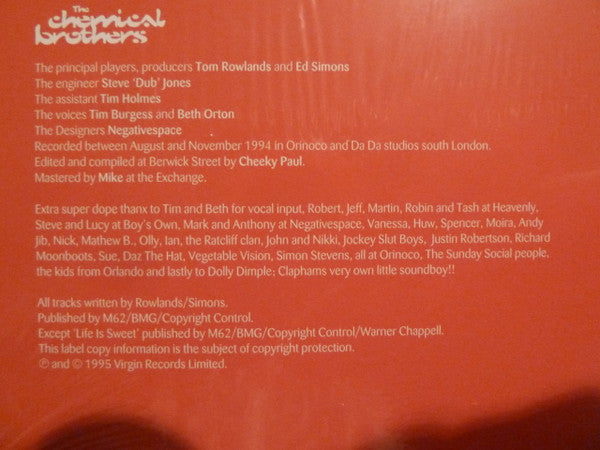 The
chemical
brothers
The principal players, producers Tom Rowlands and Ed Simons
The engineer Steve 'Dub' Jones
The assistant Tim Holmes
The voices Tim Burgess and Beth Orton
The Designers Negativespace
Recorded between August and November 1994 in Orinoco and Da Da studios south London.
Edited and compiled at Berwick Street by Cheeky Paul.
Mastered by Mike at the Exchange.
Extra super dope thanx to Tim and Beth for vocal input, Robert, Jeff, Martin, Robin and Tash at Heavenly,
Steve and Lucy at Boy's Own, Mark and Anthony at Negativespace, Vanessa, Huw, Spencer, Moira, Andy
Jib, Nick, Mathew B., Olly, Ian, the Ratcliff clan, John and Nikki, Jockey Slut Boys, Justin Robertson, Richard
Moonboots, Sue, Daz The Hat, Vegetable Vision, Simon Stevens, all at Orinoco, The Sunday Social people,
the kids from Orlando and lastly to Dolly Dimple; Claphams very own little soundboy!!
All tracks written by Rowlands/Simons.
Published by M62/BMG/Copyright Control.
Except 'Life Is Sweet' published by M62/BMG/Copyright Control/Warner Chappell.
This label copy information is the subject of copyright protection.
℗ and © 1995 Virgin Records Limited.